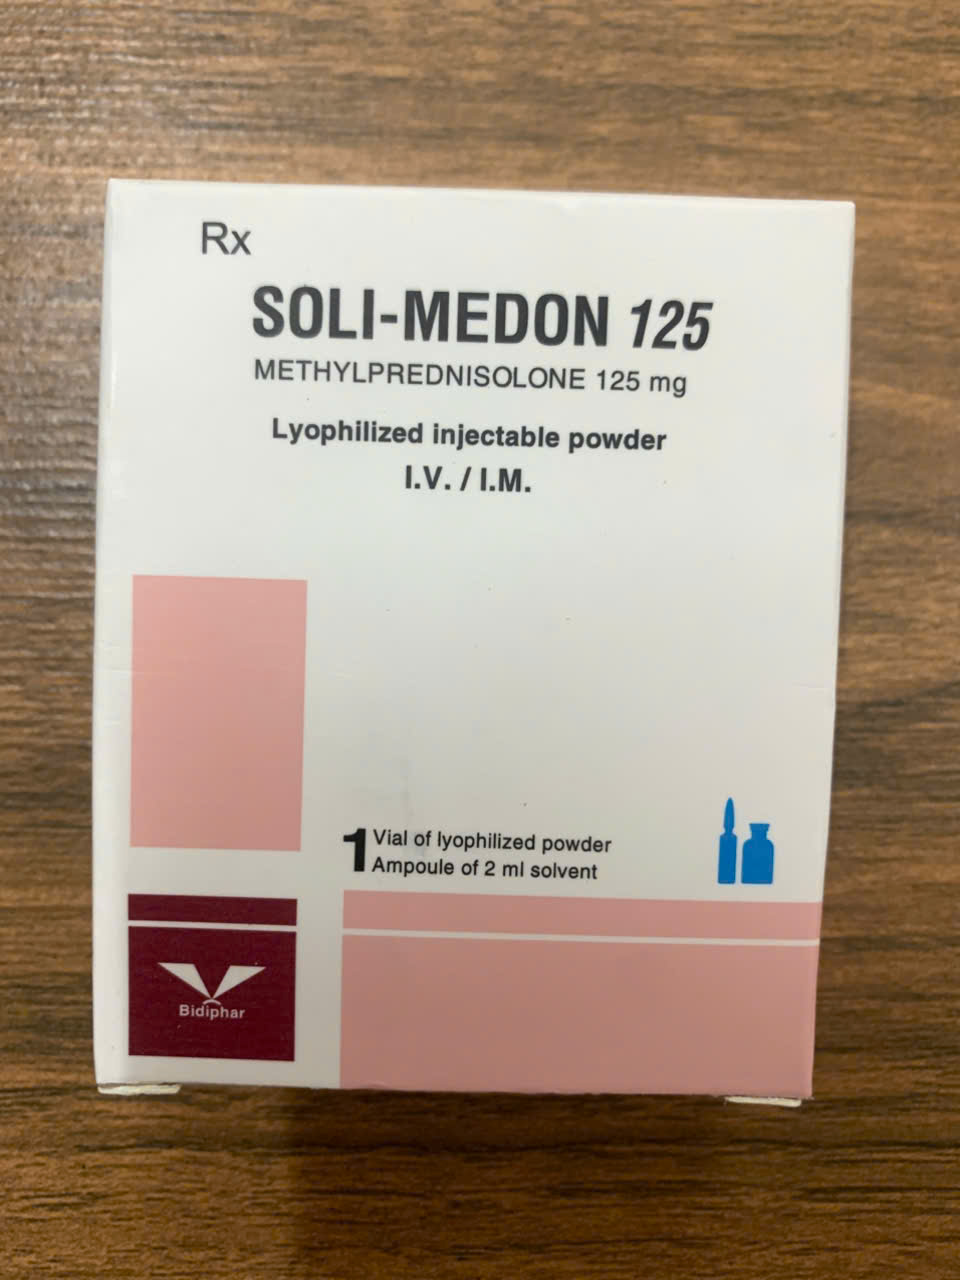 Rx
SOLI-MEDON 125
METHYLPREDNISOLONE 125 mg
Lyophilized injectable powder
I.V. / I.M.
1 Vial of lyophilized powder
Ampoule of 2 ml solvent
Bidiphar